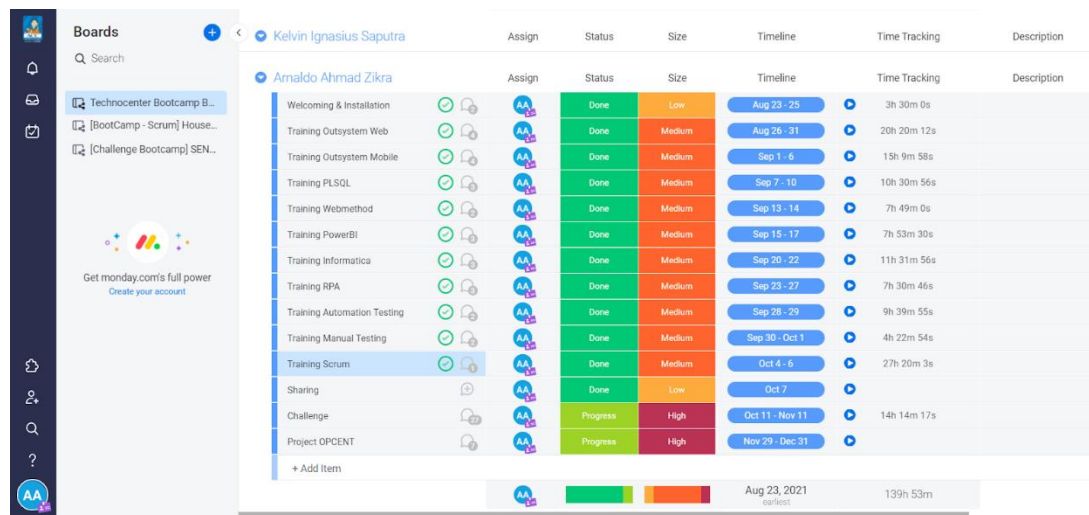 Boards
Search
Technocenter Bootcamp B...
[BootCamp - Scrum] House...
[Challenge Bootcamp] SEN...
Get monday.com's full power
Create your account
?
AA
Kelvin Ignasius Saputra Assign Status Size Timeline Time Tracking Description
Arnaldo Ahmad Zikra Assign Status Size Timeline Time Tracking Description
Welcoming & Installation AA Done Low Aug 23 - 25 3h 30m 0s
Training Outsystem Web AA Done Medium Aug 26 - 31 20h 20m 12s
Training Outsystem Mobile AA Done Medium Sep 1 - 6 15h 9m 58s
Training PLSQL AA Done Medium Sep 7 - 10 10h 30m 56s
Training Webmethod AA Done Medium Sep 13 - 14 7h 49m 0s
Training PowerBI AA Done Medium Sep 15 - 17 7h 53m 30s
Training Informatica AA Done Medium Sep 20 - 22 11h 31m 56s
Training RPA AA Done Medium Sep 23 - 27 7h 30m 46s
Training Automation Testing AA Done Medium Sep 28 - 29 9h 39m 55s
Training Manual Testing AA Done Medium Sep 30 - Oct 1 4h 22m 54s
Training Scrum AA Done Medium Oct 4 - 6 27h 20m 3s
Sharing AA Done Low Oct 7
Challenge AA Progress High Oct 11 - Nov 11 14h 14m 17s
Project OPCENT AA Progress High Nov 29 - Dec 31
+ Add Item
AA Aug 23, 2021 139h 53m
earliest